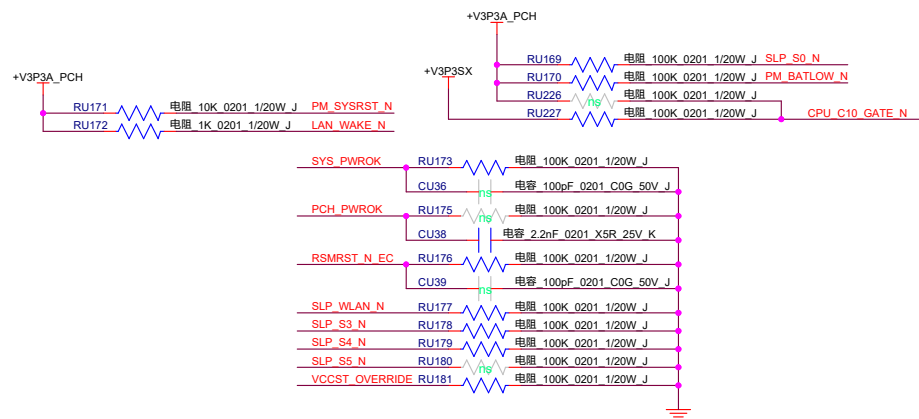 +V3P3A_PCH
RU169 电阻_100K_0201_1/20W_J SLP_S0_N
+V3P3SX RU170 电阻_100K_0201_1/20W_J PM_BATLOW_N
RU226 ns 电阻_100K_0201_1/20W_J
RU227 电阻_100K_0201_1/20W_J CPU_C10_GATE_N
+V3P3A_PCH
RU171 电阻_10K_0201_1/20W_J PM_SYSRST_N
RU172 电阻_1K_0201_1/20W_J LAN_WAKE_N
SYS_PWROK RU173 电阻_100K_0201_1/20W_J
CU36 ns 电容_100pF_0201_C0G_50V_J
PCH_PWROK RU175 ns 电阻_100K_0201_1/20W_J
CU38 电容_2.2nF_0201_X5R_25V_K
RSMRST_N_EC RU176 电阻_100K_0201_1/20W_J
CU39 ns 电容_100pF_0201_C0G_50V_J
SLP_WLAN_N RU177 电阻_100K_0201_1/20W_J
SLP_S3_N RU178 电阻_100K_0201_1/20W_J
SLP_S4_N RU179 电阻_100K_0201_1/20W_J
SLP_S5_N RU180 ns 电阻_100K_0201_1/20W_J
VCCST_OVERRIDE RU181 电阻_100K_0201_1/20W_J